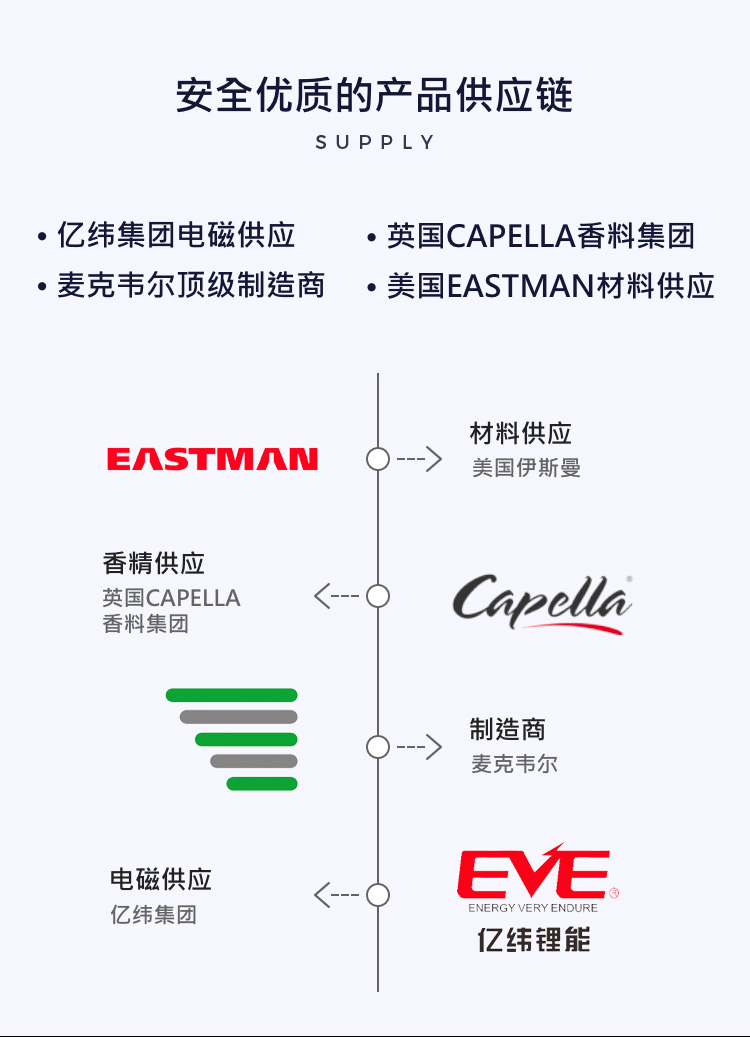 安全优质的产品供应链
SUPPLY
• 亿纬集团电磁供应
• 英国CAPELLA香料集团
• 麦克韦尔顶级制造商
• 美国EASTMAN材料供应
EASTMAN
材料供应
美国伊斯曼
香精供应
英国CAPELLA
香料集团
Capella®
制造商
麦克韦尔
电磁供应
亿纬集团
EVE®
ENERGY VERY ENDURE
亿纬锂能